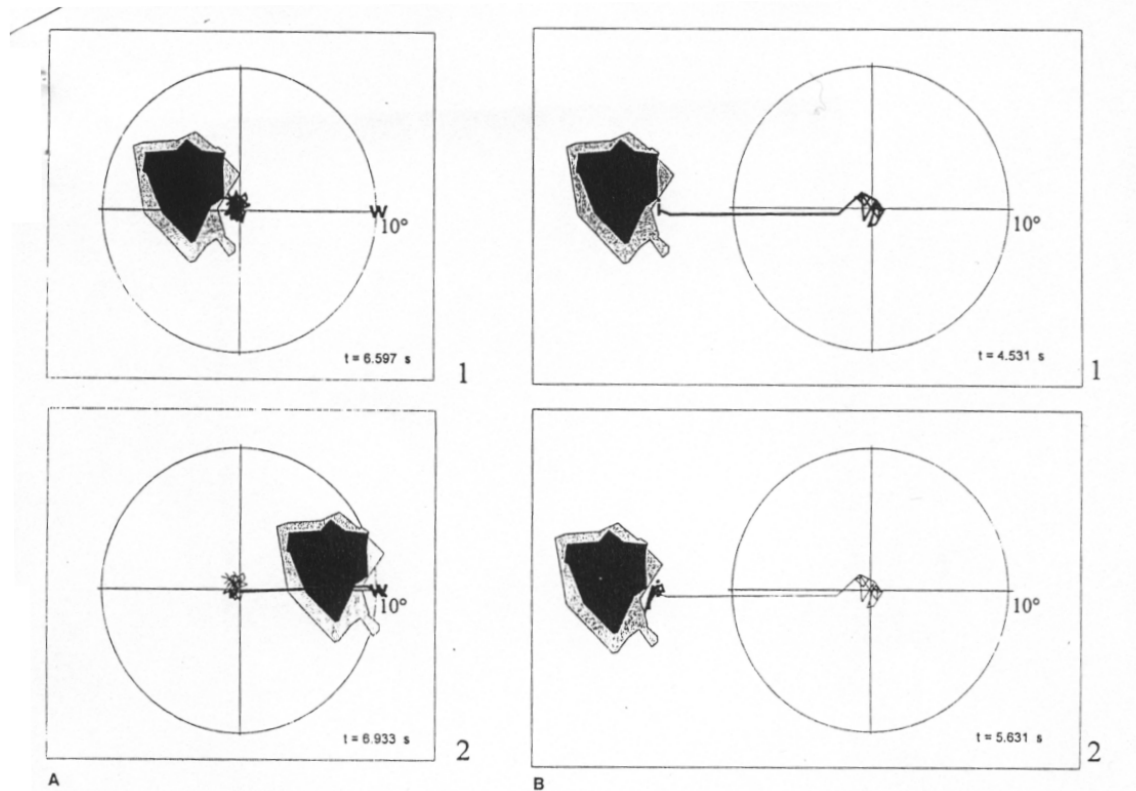 W
10°
t = 6.597 s
1
10°
t = 4.531 s
1
W
10°
t = 6.933 s
2
10°
t = 5.631 s
2
A
B